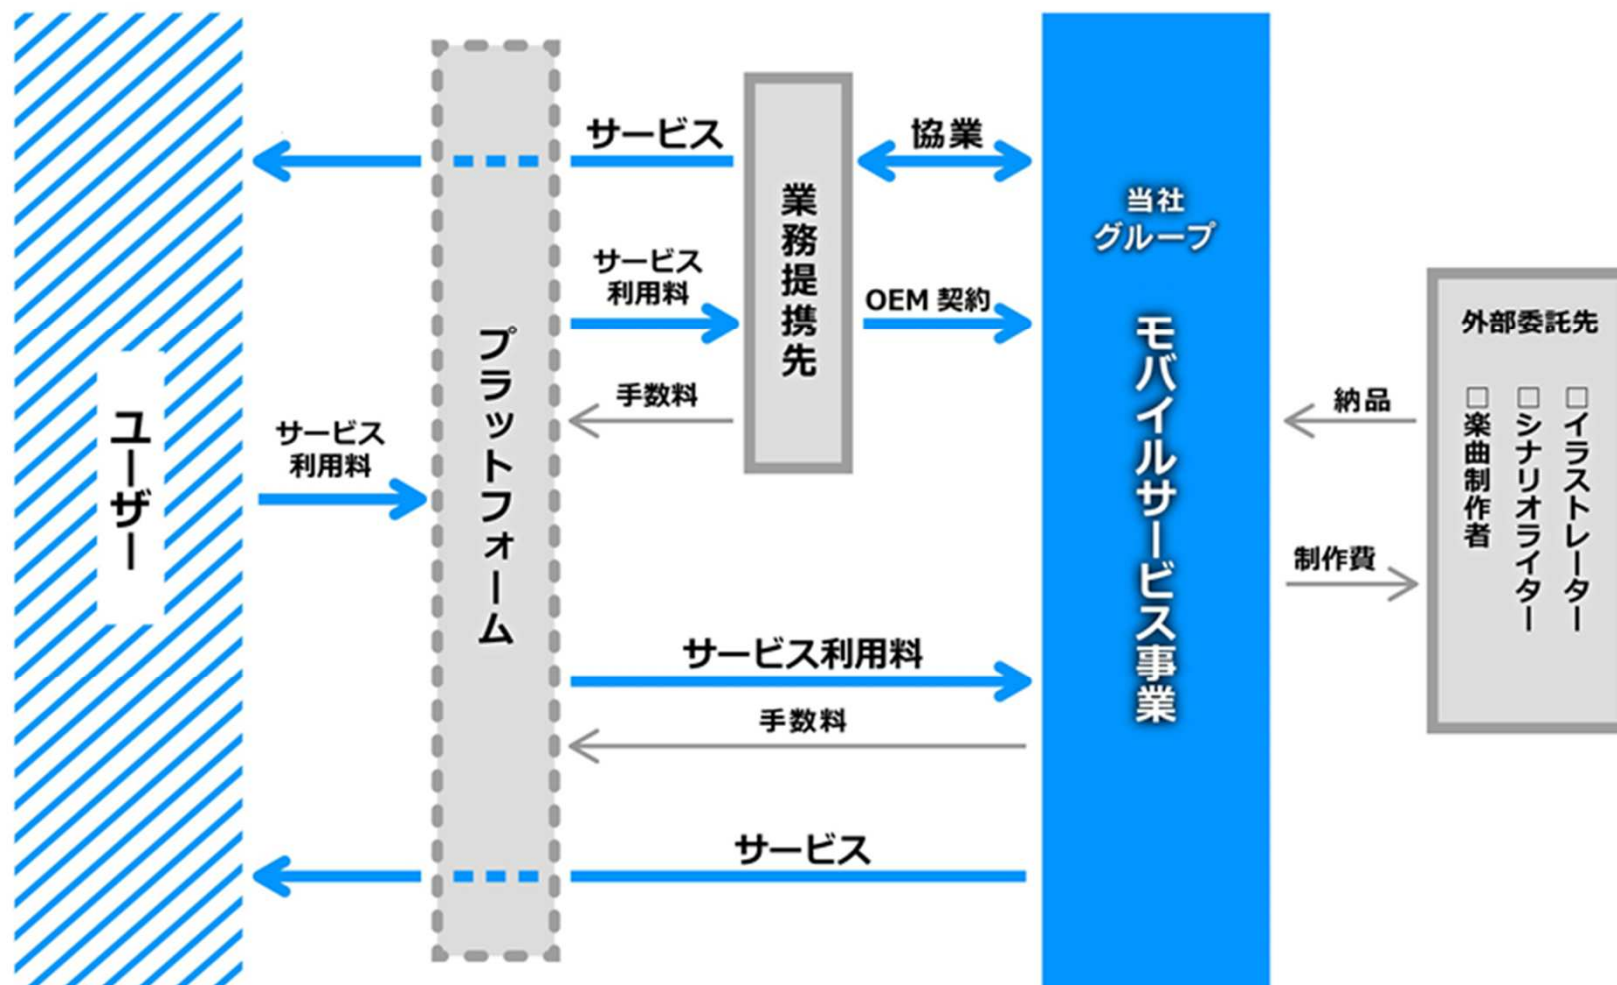 ユーザー
サービス
利用料
プラットフォーム
サービス
サービス
利用料
手数料
業務提携先
協業
OEM 契約
サービス利用料
手数料
サービス
当社
グループ
モバイルサービス事業
納品
制作費
外部委託先
□イラストレーター
□シナリオライター
□楽曲制作者